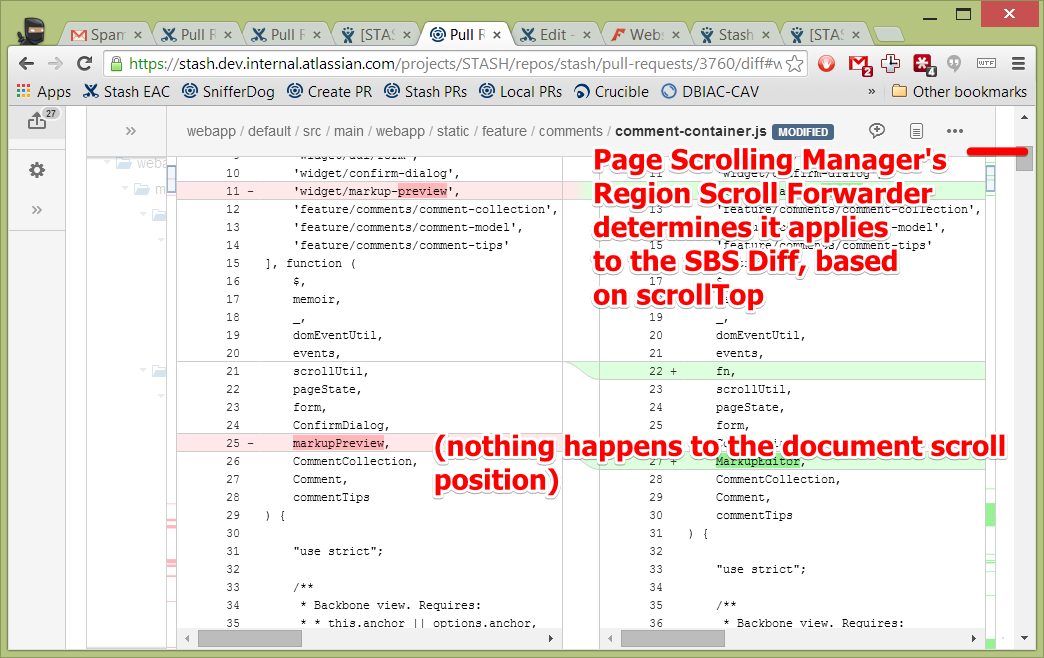 Spam
Pull R
Pull F
[STAS
Pull R
Edit -
Webs
Stash
[STAS
https://stash.dev.internal.atlassian.com/projects/STASH/repos/stash/pull-requests/3760/diff#w
2
4
WTF
Apps
Stash EAC
SnifferDog
Create PR
Stash PRs
Local PRs
Crucible
DBIAC-CAV
»
Other bookmarks
27
webapp / default / src / main / webapp / static / feature / comments / comment-container.js MODIFIED
Page Scrolling Manager's
Region Scroll Forwarder
determines it applies
to the SBS Diff, based
on scrollTop
(nothing happens to the document scroll
position)
10 'widget/confirm-dialog',
11 - 'widget/markup-preview',
12 'feature/comments/comment-collection',
13 'feature/comments/comment-model',
14 'feature/comments/comment-tips'
15 ], function (
16 $,
17 memoir,
18 _,
19 domEventUtil,
20 events,
21 scrollUtil,
22 pageState,
23 form,
24 ConfirmDialog,
25 - markupPreview,
26 CommentCollection,
27 Comment,
28 commentTips
29 ) {
30
31 "use strict";
32
33 /**
34 * Backbone view. Requires:
35 * * this.anchor || options.anchor,
'widget/confirm-dialog'
13 'feature/comments/comment-collection',
'feature/comments/comment-model',
15 'feature/comments/comment-tips'
17
19 _,
20 domEventUtil,
21 events,
22 + fn,
23 scrollUtil,
24 pageState,
25 form,
27 + MarkupEditor,
28 CommentCollection,
29 Comment,
30 commentTips
31 ) {
32
33 "use strict";
34
35 /**
36 * Backbone view. Requires: